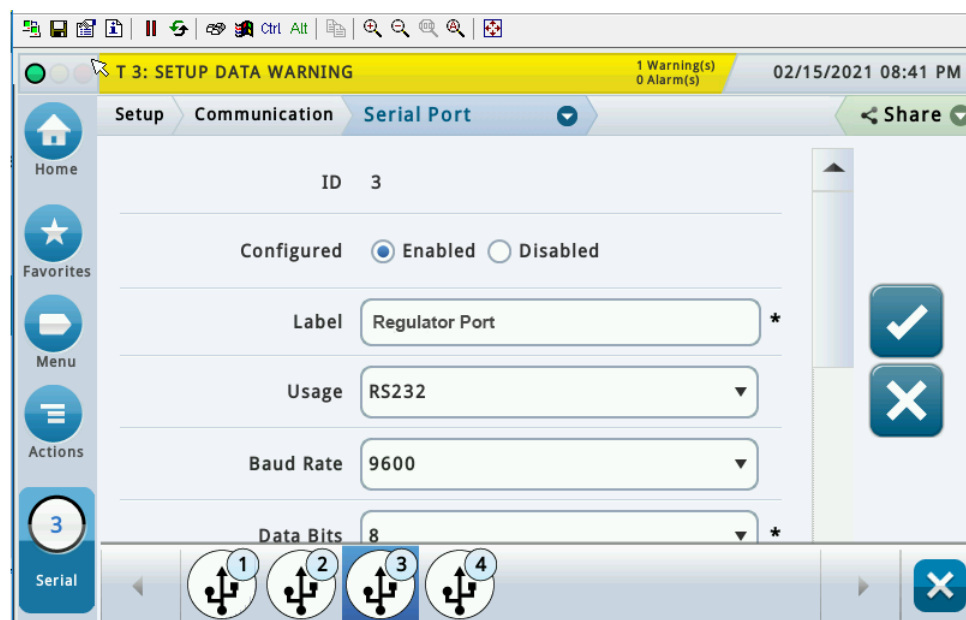 Ctrl Alt
T 3: SETUP DATA WARNING
1 Warning(s)
0 Alarm(s)
02/15/2021 08:41 PM
Setup Communication Serial Port
Share
Home
Favorites
Menu
Actions
3
Serial
ID 3
Configured Enabled Disabled
Label Regulator Port *
Usage RS232
Baud Rate 9600
Data Bits 8 *
1 2 3 4